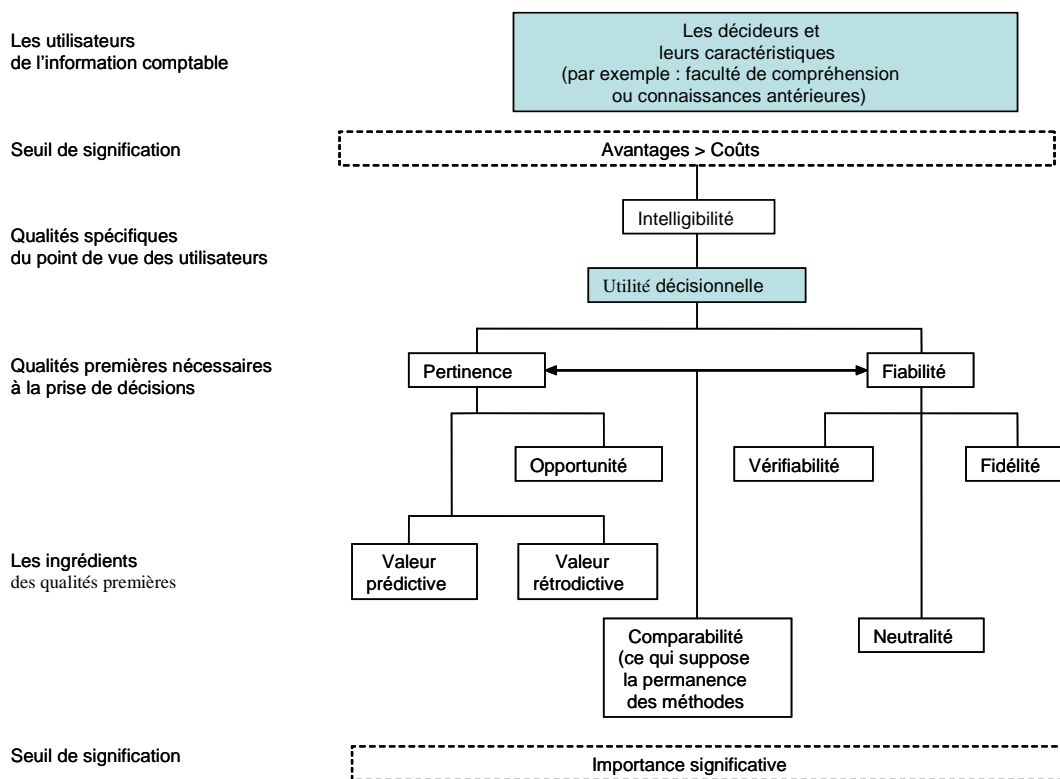 Les utilisateurs
de l'information comptable
Les décideurs et
leurs caractéristiques
(par exemple : faculté de compréhension
ou connaissances antérieures)
Seuil de signification
Avantages > Coûts
Intelligibilité
Qualités spécifiques
du point de vue des utilisateurs
Utilité décisionnelle
Qualités premières nécessaires
à la prise de décisions
Pertinence
Fiabilité
Opportunité
Vérifiabilité
Fidélité
Les ingrédients
des qualités premières
Valeur
prédictive
Valeur
rétrodictive
Comparabilité
(ce qui suppose
la permanence
des méthodes
Neutralité
Seuil de signification
Importance significative